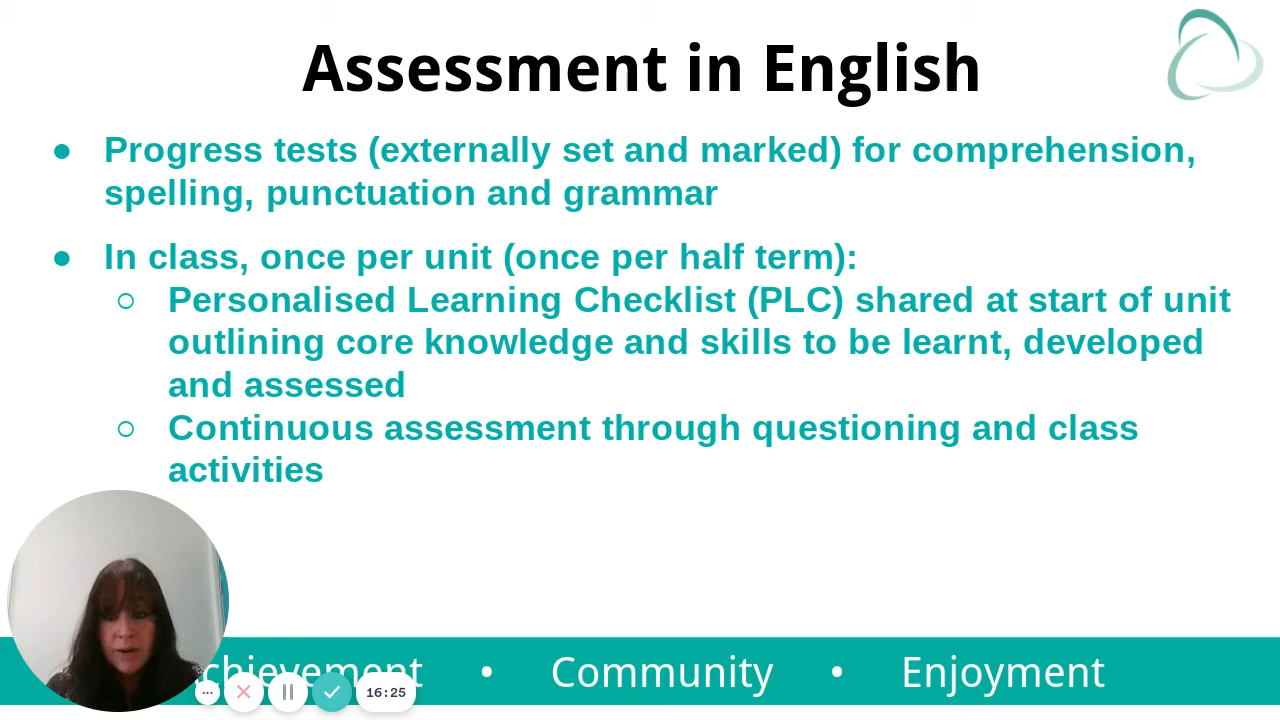 Assessment in English
● Progress tests (externally set and marked) for comprehension,
spelling, punctuation and grammar
● In class, once per unit (once per half term):
○ Personalised Learning Checklist (PLC) shared at start of unit
outlining core knowledge and skills to be learnt, developed
and assessed
○ Continuous assessment through questioning and class
activities
chievement • Community • Enjoyment
16:25